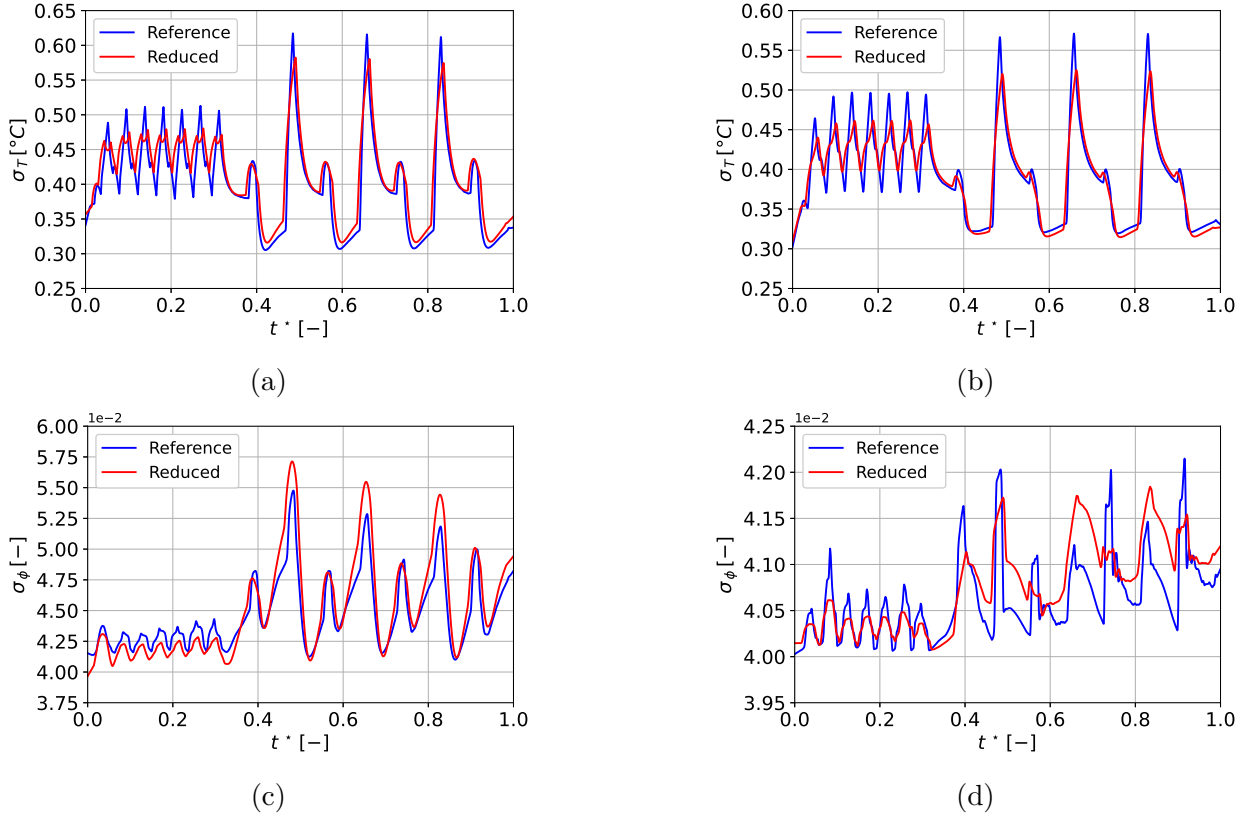 0.65
0.60
0.55
0.50
0.45
0.40
0.35
0.30
0.25
σ_T [°C]
Reference
Reduced
0.0 0.2 0.4 0.6 0.8 1.0
t* [−]
(a)
0.60
0.55
0.50
0.45
0.40
0.35
0.30
0.25
σ_T [°C]
Reference
Reduced
0.0 0.2 0.4 0.6 0.8 1.0
t* [−]
(b)
1e−2
6.00
5.75
5.50
5.25
5.00
4.75
4.50
4.25
4.00
3.75
σ_ϕ [−]
Reference
Reduced
0.0 0.2 0.4 0.6 0.8 1.0
t* [−]
(c)
1e−2
4.25
4.20
4.15
4.10
4.05
4.00
3.95
σ_ϕ [−]
Reference
Reduced
0.0 0.2 0.4 0.6 0.8 1.0
t* [−]
(d)